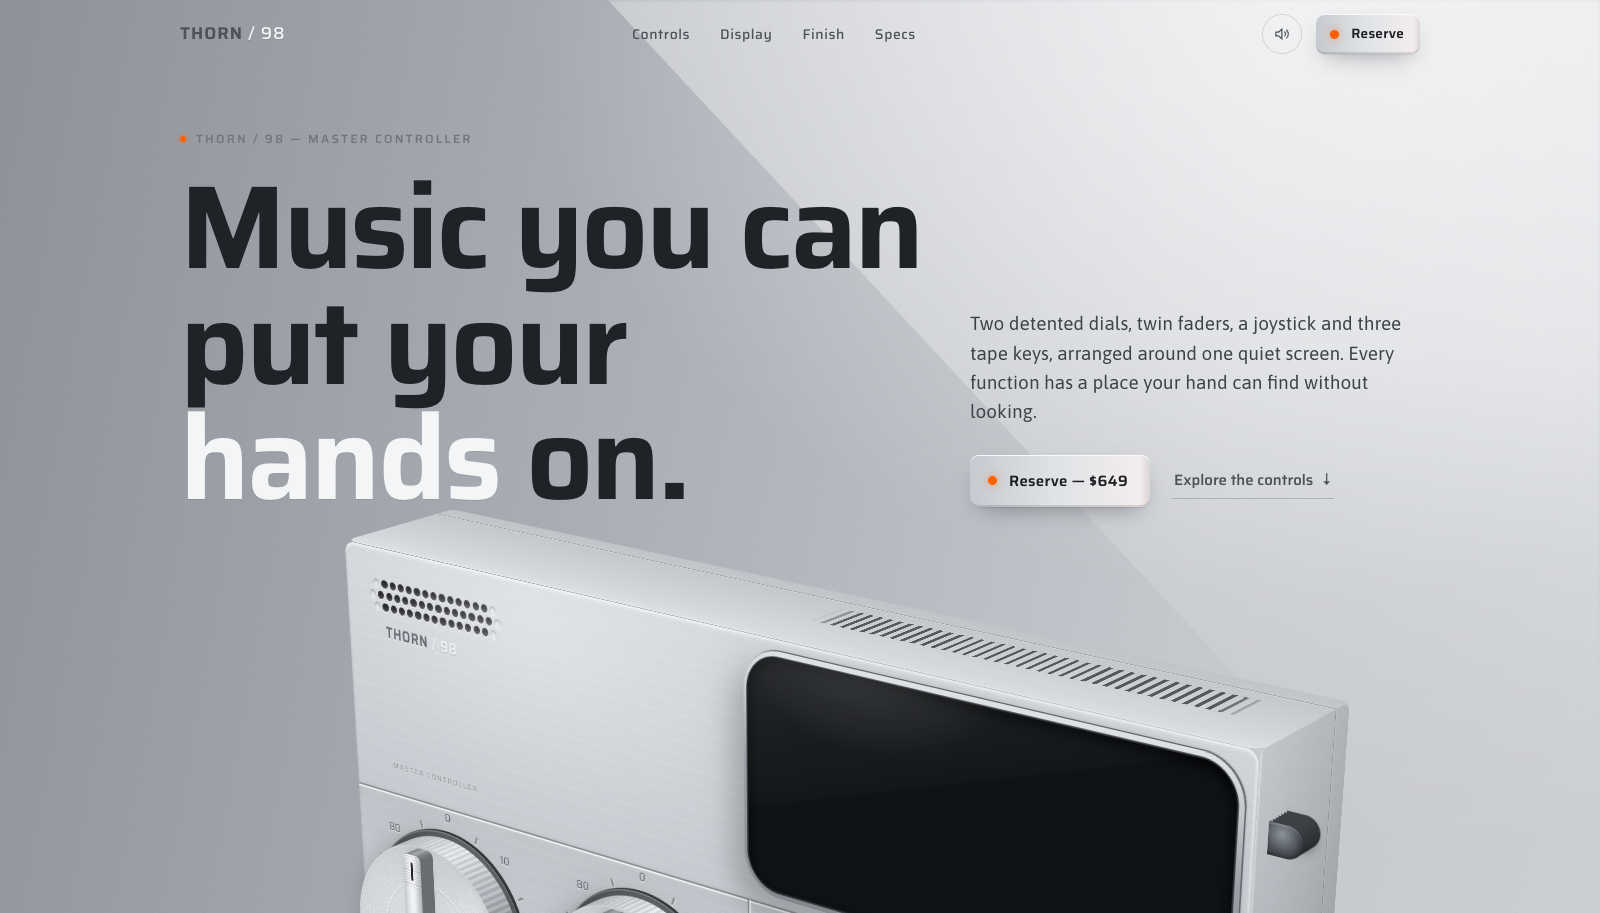 THORN / 98
Controls
Display
Finish
Specs
Reserve
THORN / 98 — MASTER CONTROLLER
Music you can
put your
hands on.
Two detented dials, twin faders, a joystick and three
tape keys, arranged around one quiet screen. Every
function has a place your hand can find without
looking.
Reserve — $649
Explore the controls ↓
THORN / 98
MASTER CONTROLLER
80
0
10
80
0